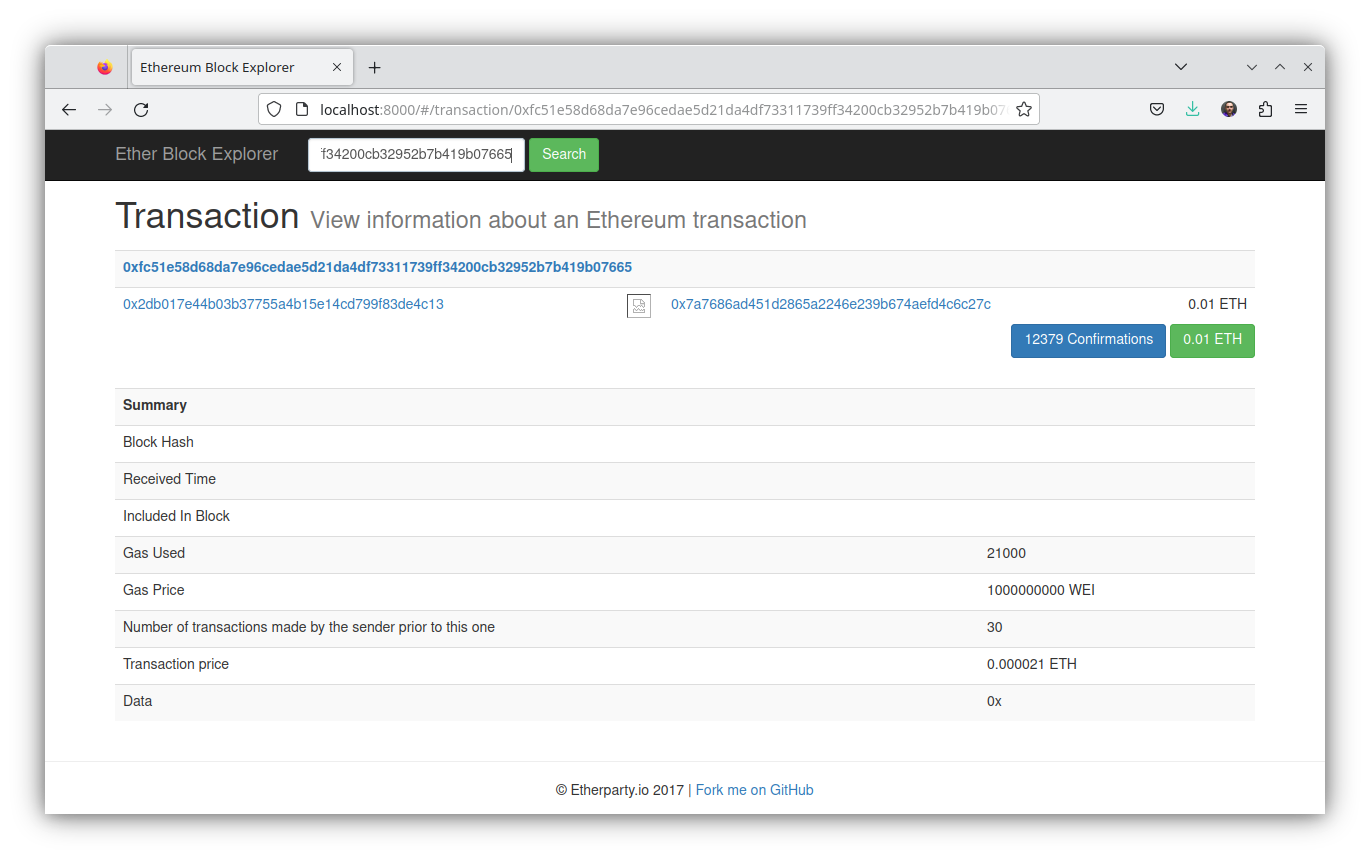 Ethereum Block Explorer
localhost:8000/#/transaction/0xfc51e58d68da7e96cedae5d21da4df73311739ff34200cb32952b7b419b07
Ether Block Explorer f34200cb32952b7b419b07665 Search
Transaction View information about an Ethereum transaction
0xfc51e58d68da7e96cedae5d21da4df73311739ff34200cb32952b7b419b07665
0x2db017e44b03b37755a4b15e14cd799f83de4c13 0x7a7686ad451d2865a2246e239b674aefd4c6c27c 0.01 ETH
12379 Confirmations 0.01 ETH
Summary
Block Hash
Received Time
Included In Block
Gas Used 21000
Gas Price 1000000000 WEI
Number of transactions made by the sender prior to this one 30
Transaction price 0.000021 ETH
Data 0x
© Etherparty.io 2017 | Fork me on GitHub